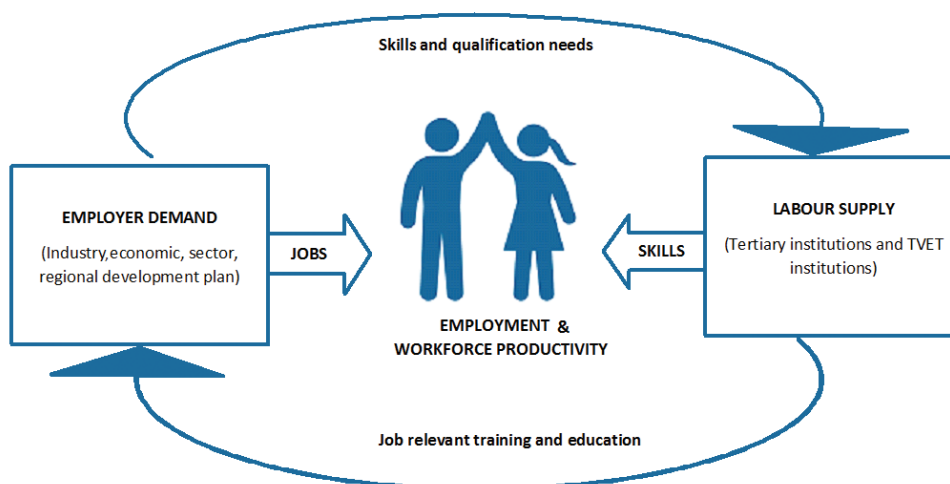 Skills and qualification needs
EMPLOYER DEMAND
(Industry,economic, sector,
regional development plan)
JOBS
SKILLS
LABOUR SUPPLY
(Tertiary institutions and TVET
institutions)
EMPLOYMENT &
WORKFORCE PRODUCTIVITY
Job relevant training and education